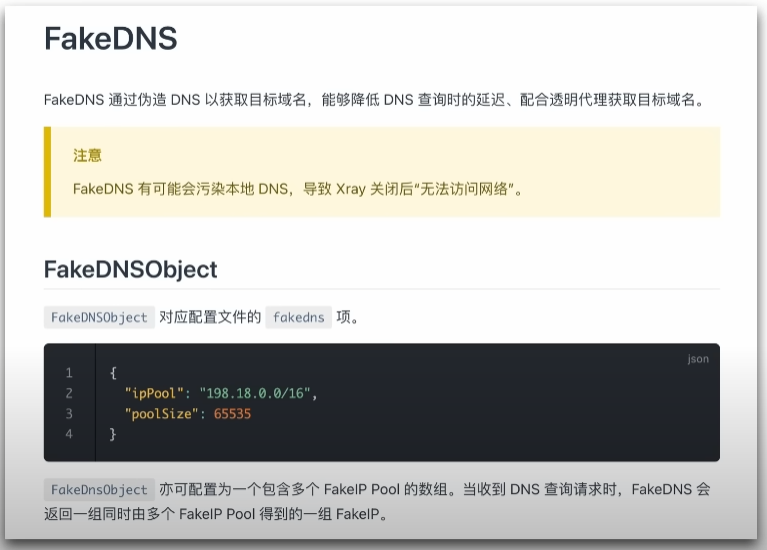 FakeDNS
FakeDNS 通过伪造 DNS 以获取目标域名，能够降低 DNS 查询时的延迟、配合透明代理获取目标域名。
注意
FakeDNS 有可能会污染本地 DNS，导致 Xray 关闭后“无法访问网络”。
FakeDNSObject
FakeDNSObject 对应配置文件的 fakedns 项。
json
1 {
2 "ipPool": "198.18.0.0/16",
3 "poolSize": 65535
4 }
FakeDnsObject 亦可配置为一个包含多个 FakeIP Pool 的数组。当收到 DNS 查询请求时，FakeDNS 会
返回一组同时由多个 FakeIP Pool 得到的一组 FakeIP。